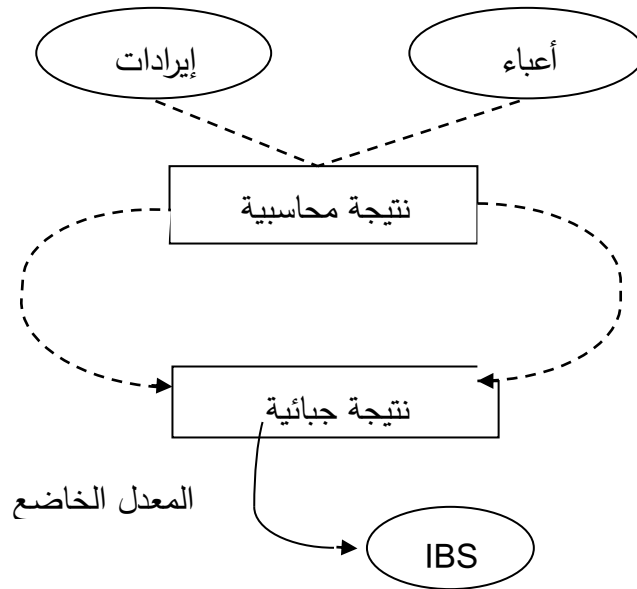 أعباء
إيرادات
نتيجة محاسبية
نتيجة جبائية
المعدل الخاضع
IBS